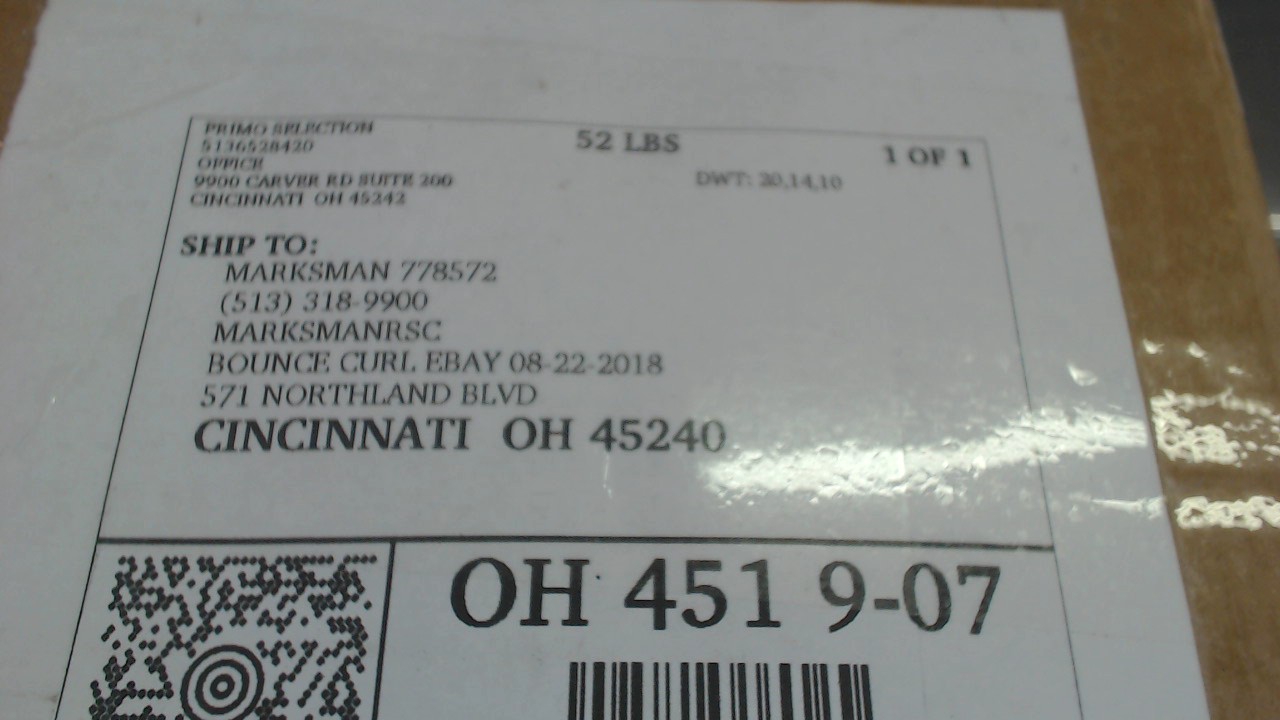 PRIMO SELECTION
5136528420
OFFICE
9900 CARVER RD SUITE 200
CINCINNATI OH 45242
52 LBS
1 OF 1
DWT: 20,14,10
SHIP TO:
MARKSMAN 778572
(513) 318-9900
MARKSMANRSC
BOUNCE CURL EBAY 08-22-2018
571 NORTHLAND BLVD
CINCINNATI OH 45240
OH 451 9-07